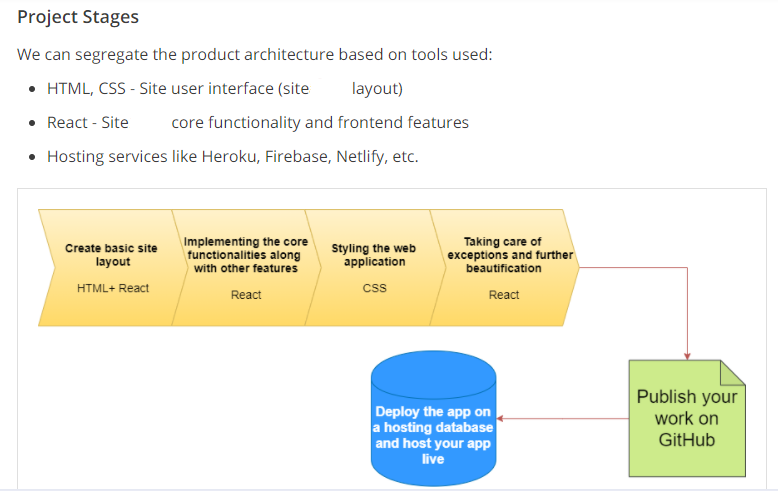 Project Stages
We can segregate the product architecture based on tools used:
HTML, CSS - Site user interface (site layout)
React - Site core functionality and frontend features
Hosting services like Heroku, Firebase, Netlify, etc.
Create basic site
layout
HTML+ React
Implementing the core
functionalities along
with other features
React
Styling the web
application
CSS
Taking care of
exceptions and further
beautification
React
Publish your
work on
GitHub
Deploy the app on
a hosting database
and host your app
live